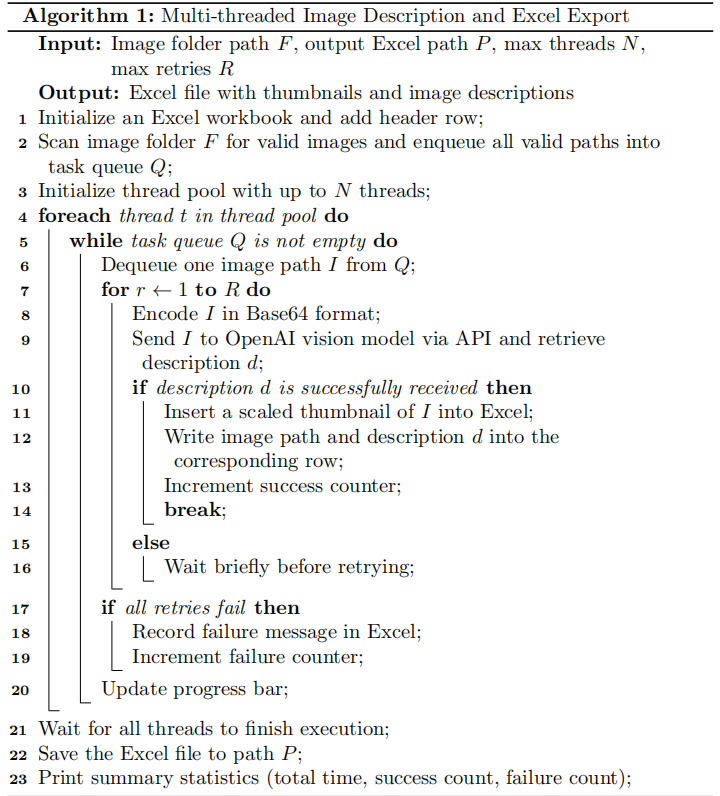 Algorithm 1: Multi-threaded Image Description and Excel Export
Input: Image folder path F, output Excel path P, max threads N,
max retries R
Output: Excel file with thumbnails and image descriptions
1 Initialize an Excel workbook and add header row;
2 Scan image folder F for valid images and enqueue all valid paths into
task queue Q;
3 Initialize thread pool with up to N threads;
4 foreach thread t in thread pool do
5 while task queue Q is not empty do
6 Dequeue one image path I from Q;
7 for r ← 1 to R do
8 Encode I in Base64 format;
9 Send I to OpenAI vision model via API and retrieve
description d;
10 if description d is successfully received then
11 Insert a scaled thumbnail of I into Excel;
12 Write image path and description d into the
corresponding row;
13 Increment success counter;
14 break;
15 else
16 Wait briefly before retrying;
17 if all retries fail then
18 Record failure message in Excel;
19 Increment failure counter;
20 Update progress bar;
21 Wait for all threads to finish execution;
22 Save the Excel file to path P;
23 Print summary statistics (total time, success count, failure count);